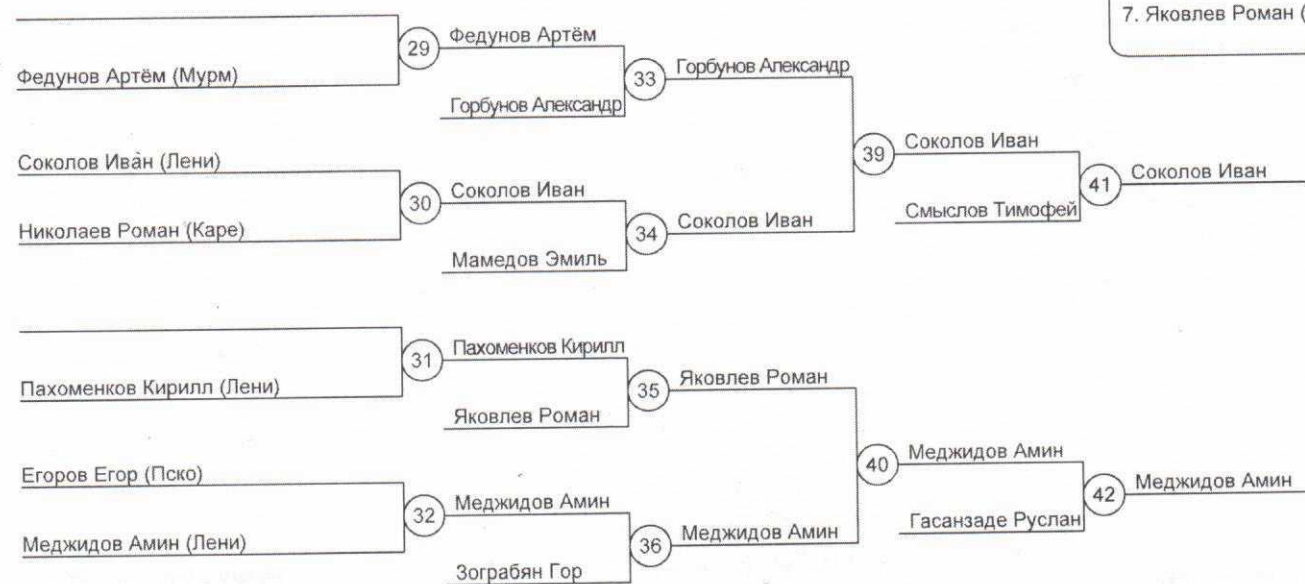 7. Яковлев Роман (
29
Федунов Артём
Федунов Артём (Мурм)
33
Горбунов Александр
Горбунов Александр
Соколов Иван (Лени)
39
Соколов Иван
30
Соколов Иван
41
Соколов Иван
Николаев Роман (Каре)
34
Соколов Иван
Смыслов Тимофей
Мамедов Эмиль
31
Пахоменков Кирилл
Пахоменков Кирилл (Лени)
35
Яковлев Роман
Яковлев Роман
Егоров Егор (Пско)
40
Меджидов Амин
32
Меджидов Амин
42
Меджидов Амин
Меджидов Амин (Лени)
36
Меджидов Амин
Гасанзаде Руслан
Зограбян Гор